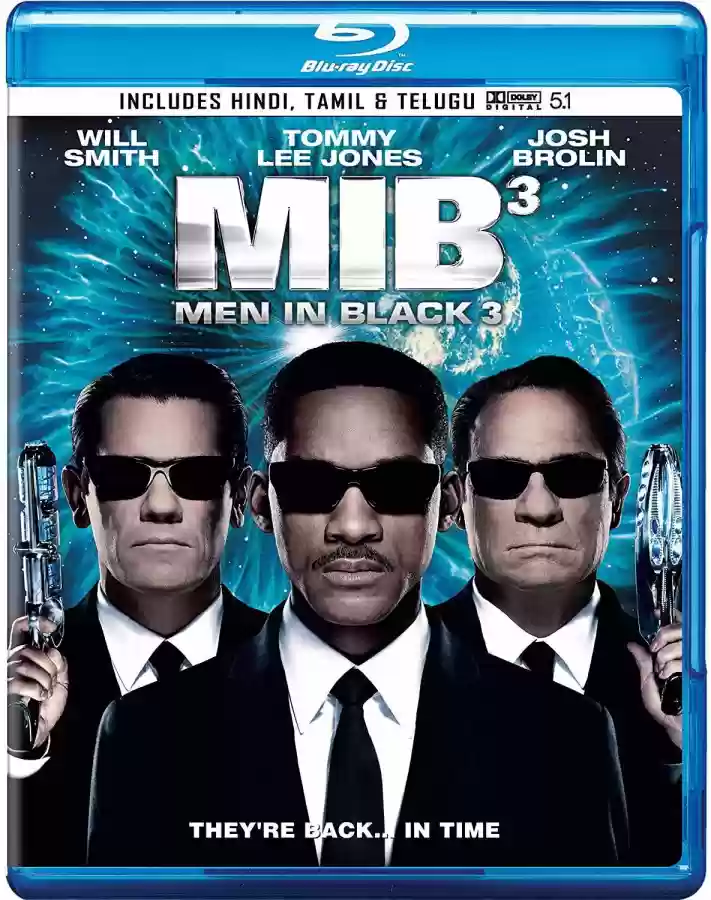 Blu-ray Disc™
INCLUDES HINDI, TAMIL & TELUGU DOLBY DIGITAL 5.1
WILL SMITH
TOMMY LEE JONES
JOSH BROLIN
MIB³
MEN IN BLACK 3
THEY'RE BACK... IN TIME